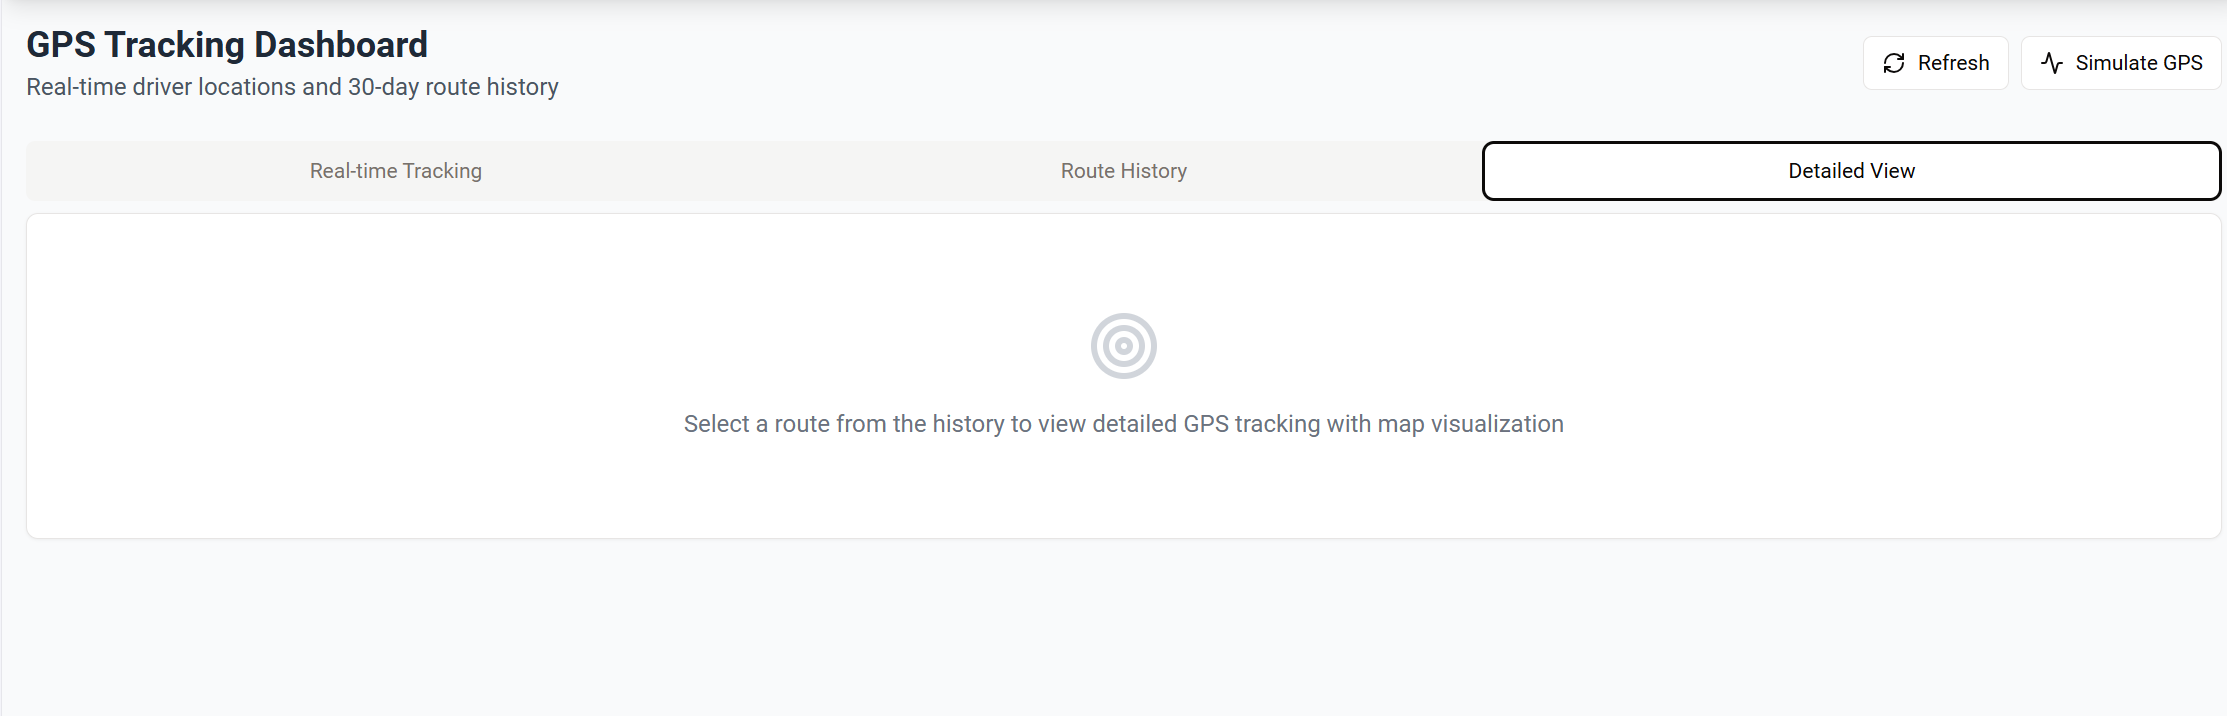 GPS Tracking Dashboard
Real-time driver locations and 30-day route history
Refresh
Simulate GPS
Real-time Tracking
Route History
Detailed View
Select a route from the history to view detailed GPS tracking with map visualization